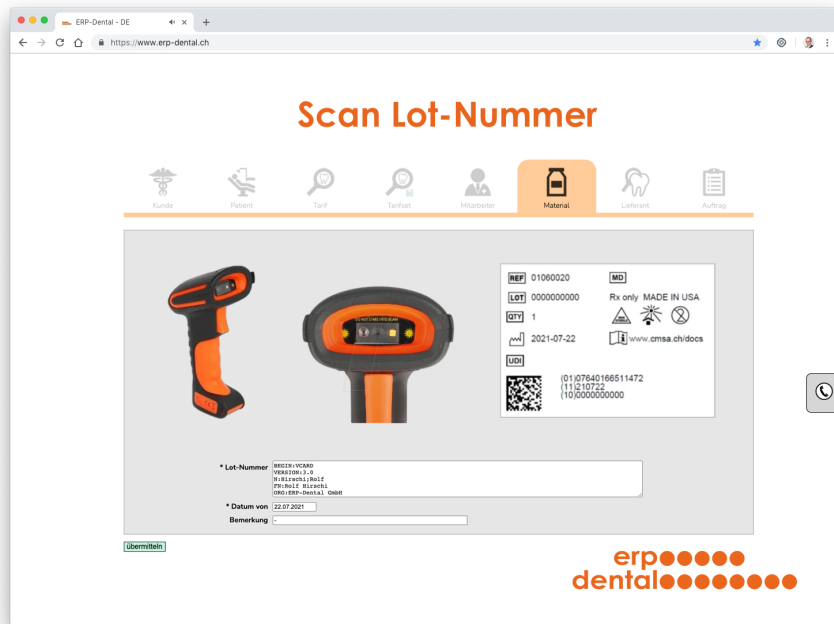 ERP-Dental - DE
https://www.erp-dental.ch
Scan Lot-Nummer
Kunde
Patient
Tarif
Tarifset
Mitarbeiter
Material
Lieferant
Auftrag
REF 01060020 MD
LOT 0000000000 Rx only MADE IN USA
QTY 1
2021-07-22 www.cmsa.ch/docs
UDI
(01)07640166511472
(11)210722
(10)0000000000
* Lot-Nummer
BEGIN:VCARD
VERSION:3.0
N:Hirschi;Rolf
FN:Rolf Hirschi
ORG:ERP-Dental GmbH
* Datum von 22.07.2021
Bemerkung -
übermitteln
erp
dental